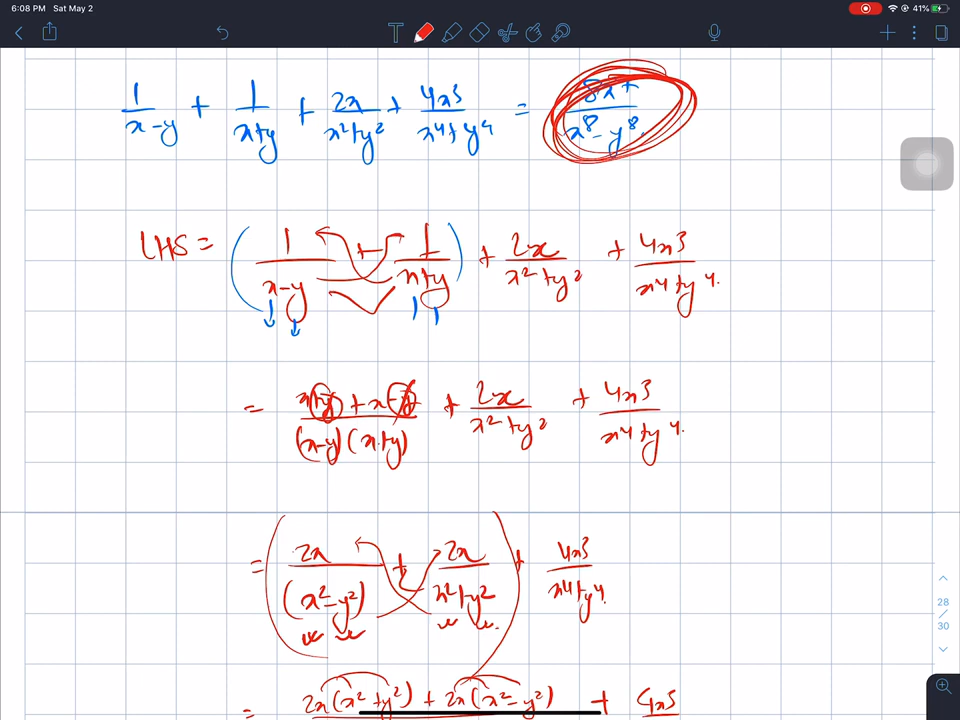 6:08 PM Sat May 2 41%
1/(x-y) + 1/(x+y) + 2x/(x²+y²) + 4x³/(x⁴+y⁴) = 8x⁷/(x⁸-y⁸)
LHS = (1/(x-y) + 1/(x+y)) + 2x/(x²+y²) + 4x³/(x⁴+y⁴).
= (x+y+x-y)/((x-y)(x+y)) + 2x/(x²+y²) + 4x³/(x⁴+y⁴).
= (2x/(x²-y²) + 2x/(x²+y²)) + 4x³/(x⁴+y⁴).
28
/
30
= 2x(x²+y²) + 2x(x²-y²) + 4x³